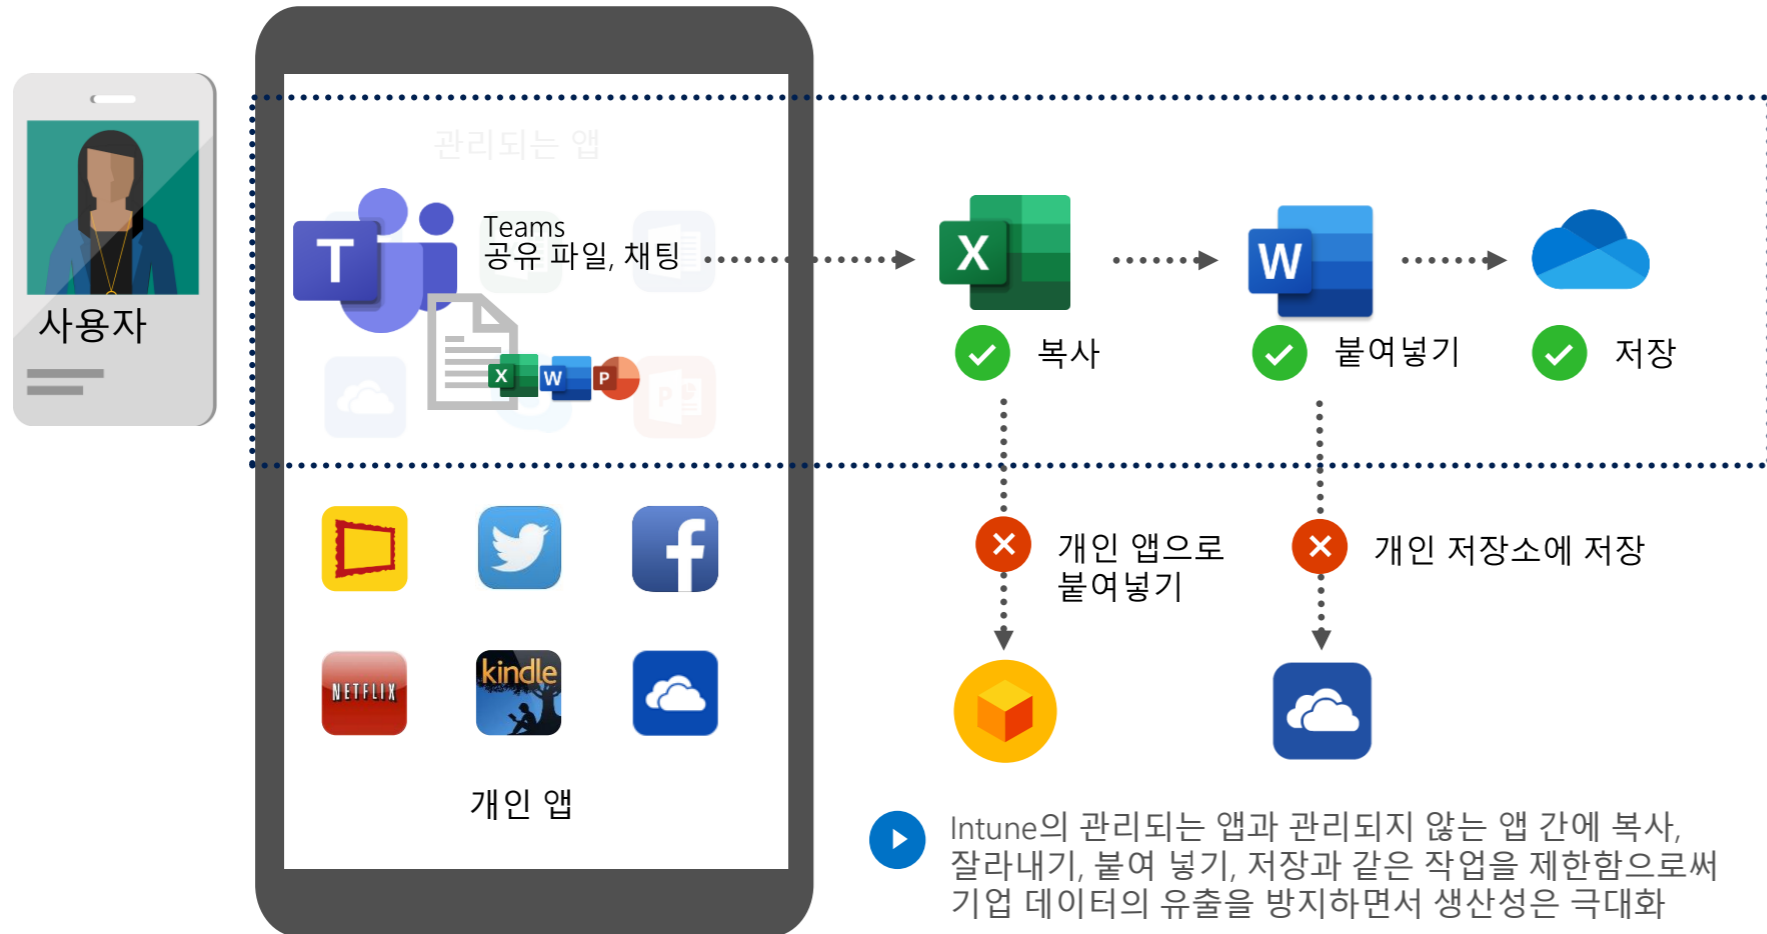 관리되는 앱
T
Teams
공유 파일, 채팅
사용자
X
W
P
P
X
W
복사
붙여넣기
저장
개인 앱으로
붙여넣기
개인 저장소에 저장
NETFLIX
kindle
개인 앱
Intune의 관리되는 앱과 관리되지 않는 앱 간에 복사,
잘라내기, 붙여 넣기, 저장과 같은 작업을 제한함으로써
기업 데이터의 유출을 방지하면서 생산성은 극대화